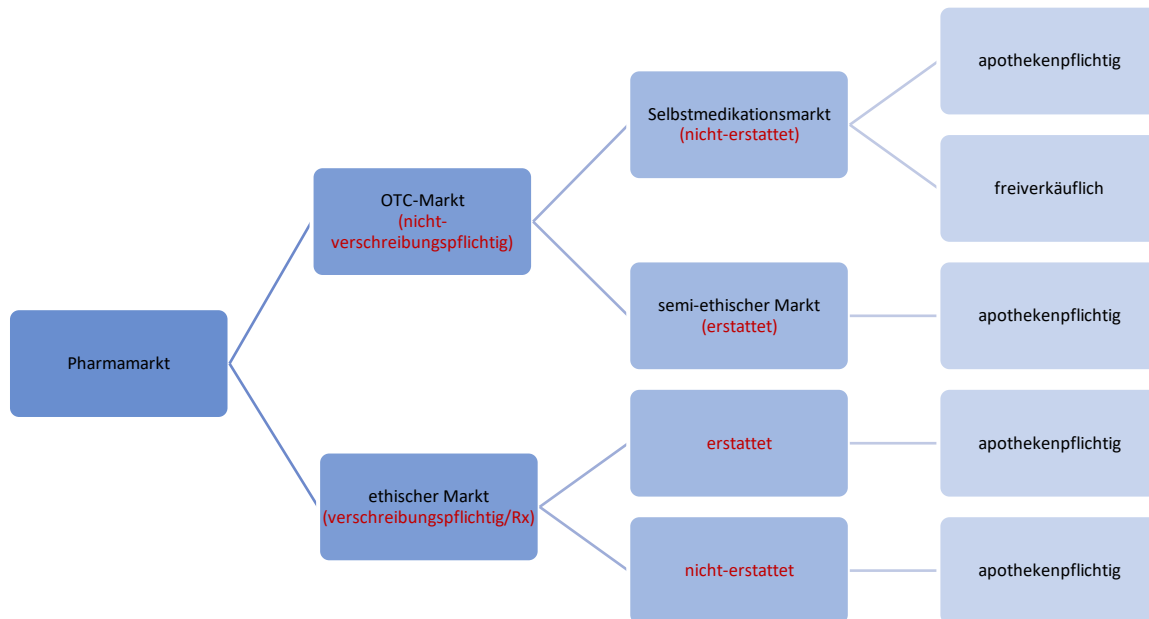 Pharmamarkt
OTC-Markt
(nicht-
verschreibungspflichtig)
ethischer Markt
(verschreibungspflichtig/Rx)
Selbstmedikationsmarkt
(nicht-erstattet)
semi-ethischer Markt
(erstattet)
erstattet
nicht-erstattet
apothekenpflichtig
freiverkäuflich
apothekenpflichtig
apothekenpflichtig
apothekenpflichtig